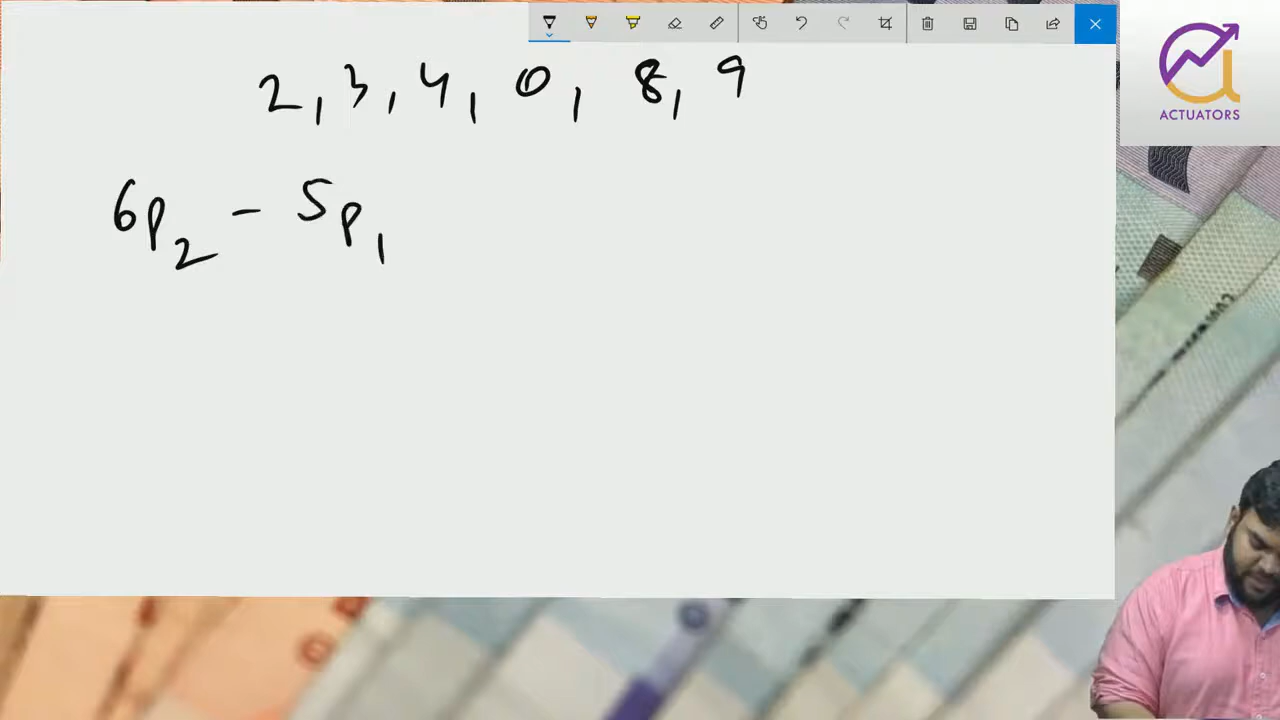 2, 3, 4, 0, 8, 9
6P₂ - 5P₁
ACTUATORS